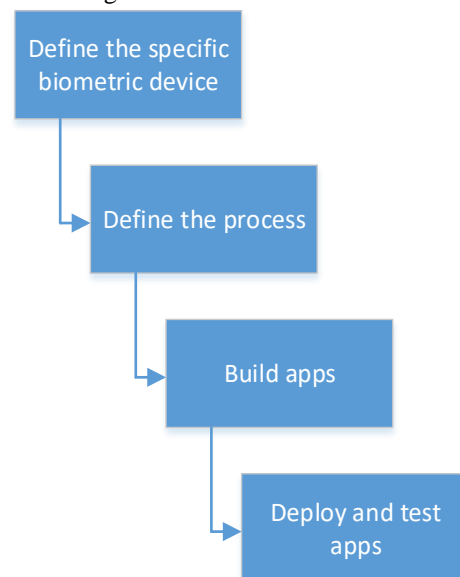 Define the specific
biometric device
Define the process
Build apps
Deploy and test
apps